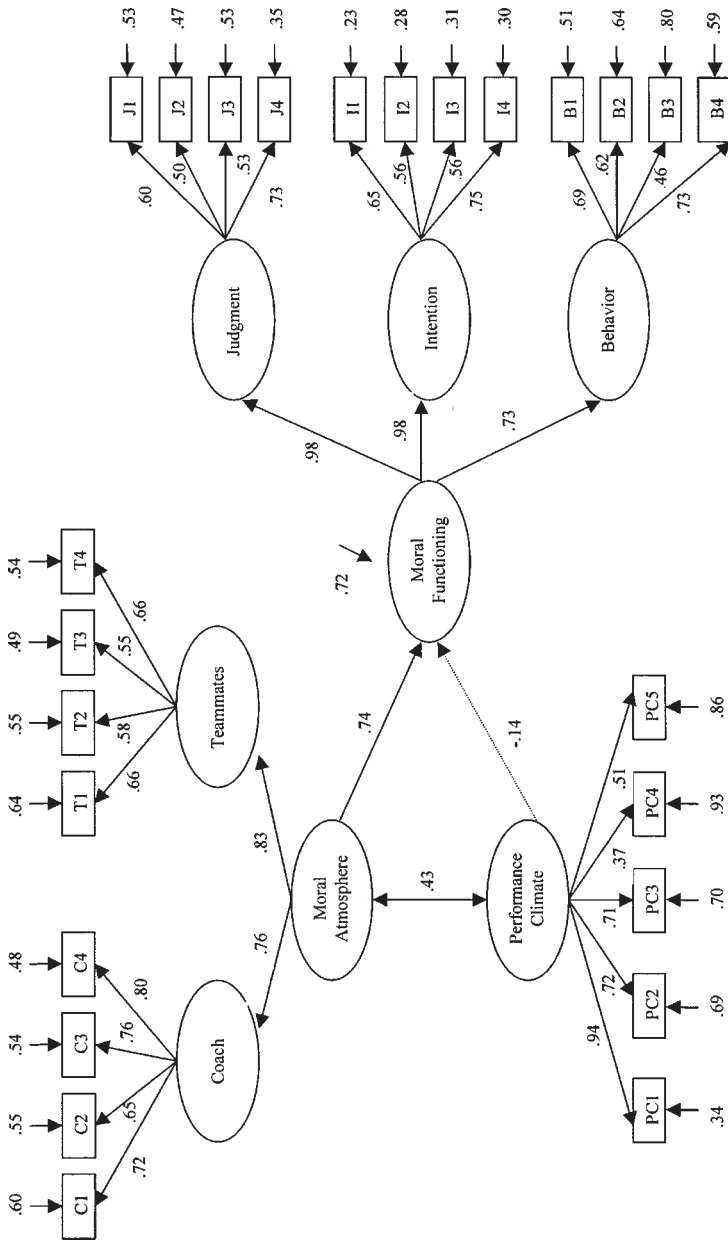 .60
.55
.54
.48
.64
.55
.49
.54
C1
C2
C3
C4
T1
T2
T3
T4
.72
.65
.76
.80
.66
.58
.55
.66
Coach
Teammates
.76
.83
Moral
Atmosphere
.43
Performance
Climate
.94
.72
.71
.37
.51
PC1
PC2
PC3
PC4
PC5
.34
.69
.70
.93
.86
.74
-.14
.72
Moral
Functioning
.98
.98
.73
Judgment
.60
.50
.53
.73
J1
J2
J3
J4
.53
.47
.53
.35
Intention
.65
.56
.56
.75
I1
I2
I3
I4
.23
.28
.31
.30
Behavior
.69
.62
.46
.73
B1
B2
B3
B4
.51
.64
.80
.59